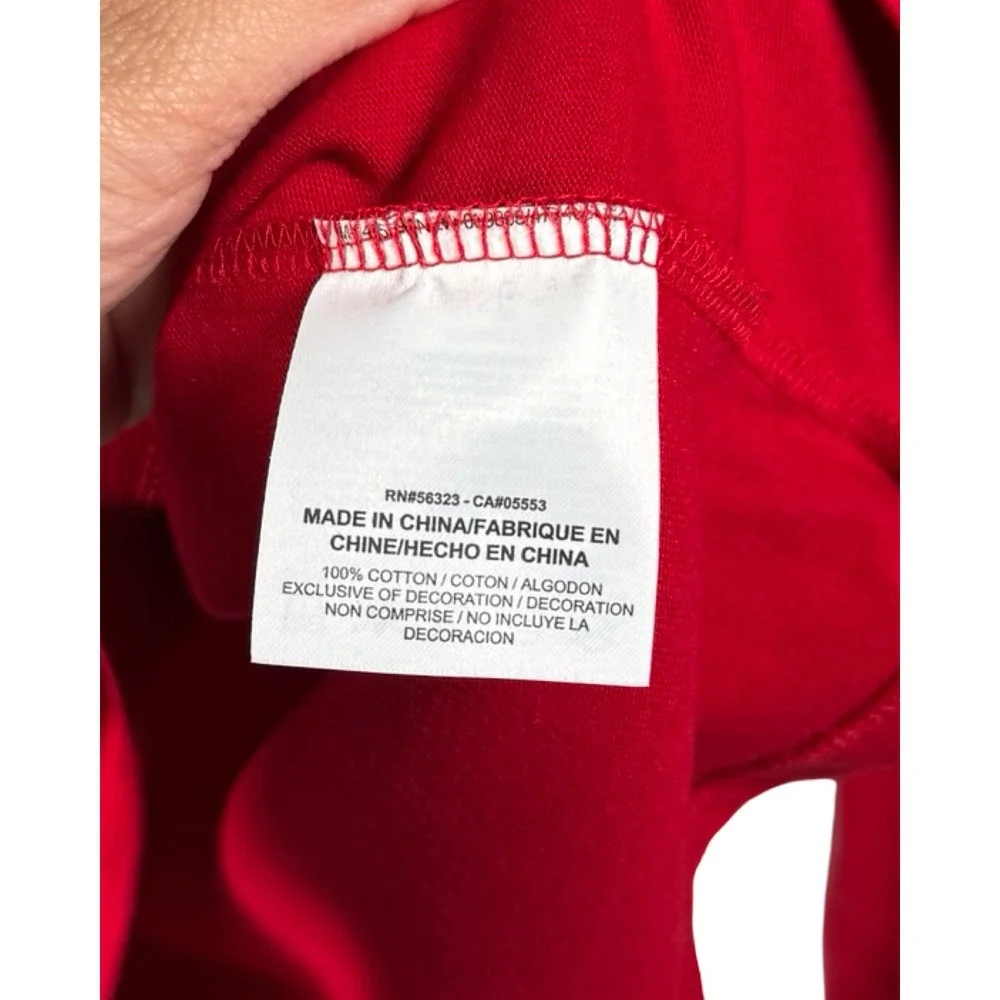 RN#56323 - CA#05553
MADE IN CHINA/FABRIQUE EN
CHINE/HECHO EN CHINA
100% COTTON / COTON / ALGODON
EXCLUSIVE OF DECORATION / DECORATION
NON COMPRISE / NO INCLUYE LA
DECORACION